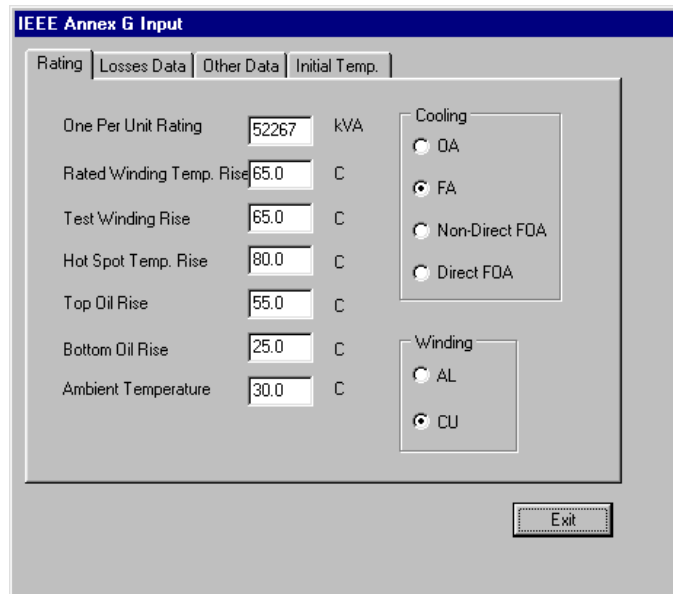 IEEE Annex G Input
Rating Losses Data Other Data Initial Temp.
One Per Unit Rating 52267 kVA
Rated Winding Temp. Rise 65.0 C
Test Winding Rise 65.0 C
Hot Spot Temp. Rise 80.0 C
Top Oil Rise 55.0 C
Bottom Oil Rise 25.0 C
Ambient Temperature 30.0 C
Cooling
OA
FA
Non-Direct FOA
Direct FOA
Winding
AL
CU
Exit